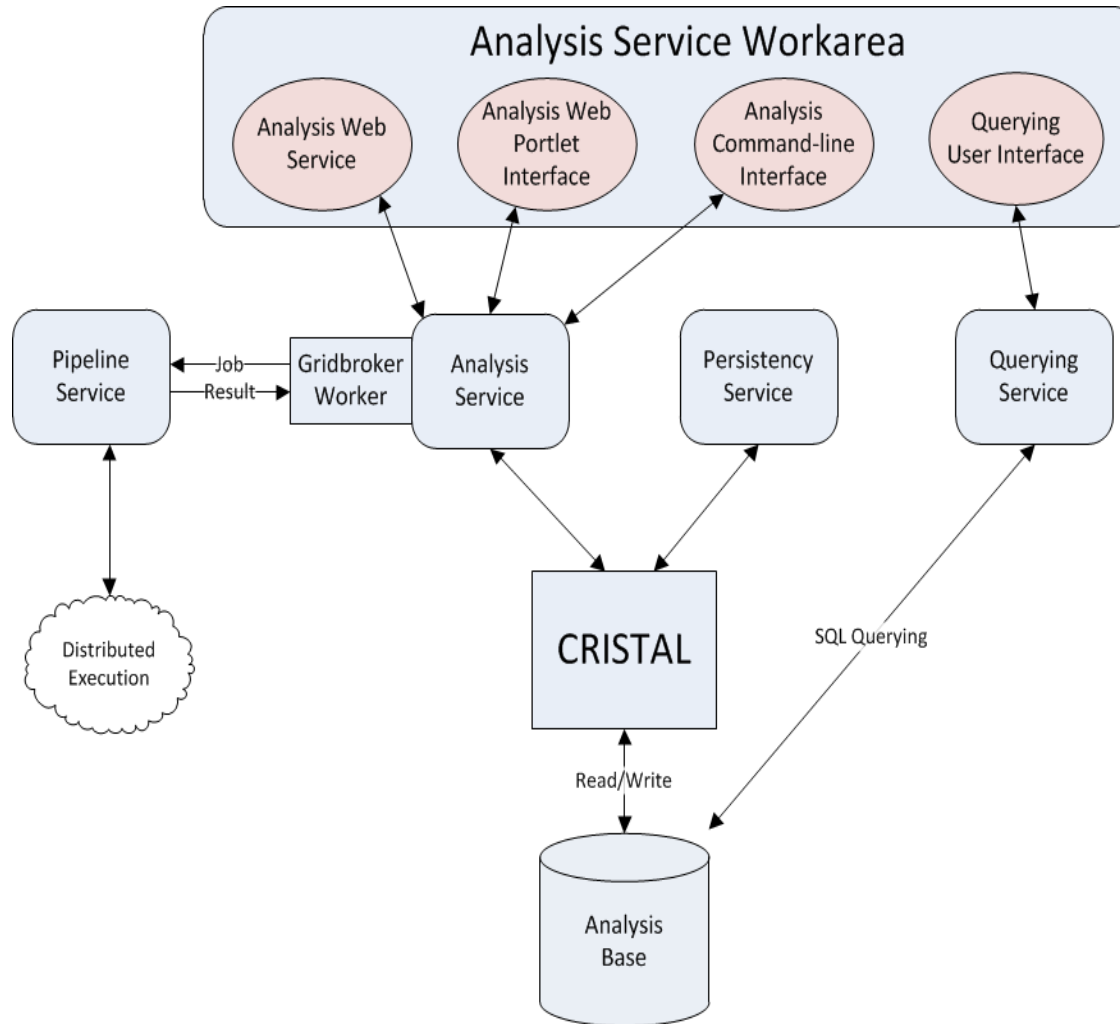 Analysis Service Workarea
Analysis Web
Service
Analysis Web
Portlet
Interface
Analysis
Command-line
Interface
Querying
User Interface
Pipeline
Service
Job
Result
Gridbroker
Worker
Analysis
Service
Persistency
Service
Querying
Service
Distributed
Execution
CRISTAL
SQL Querying
Read/Write
Analysis
Base